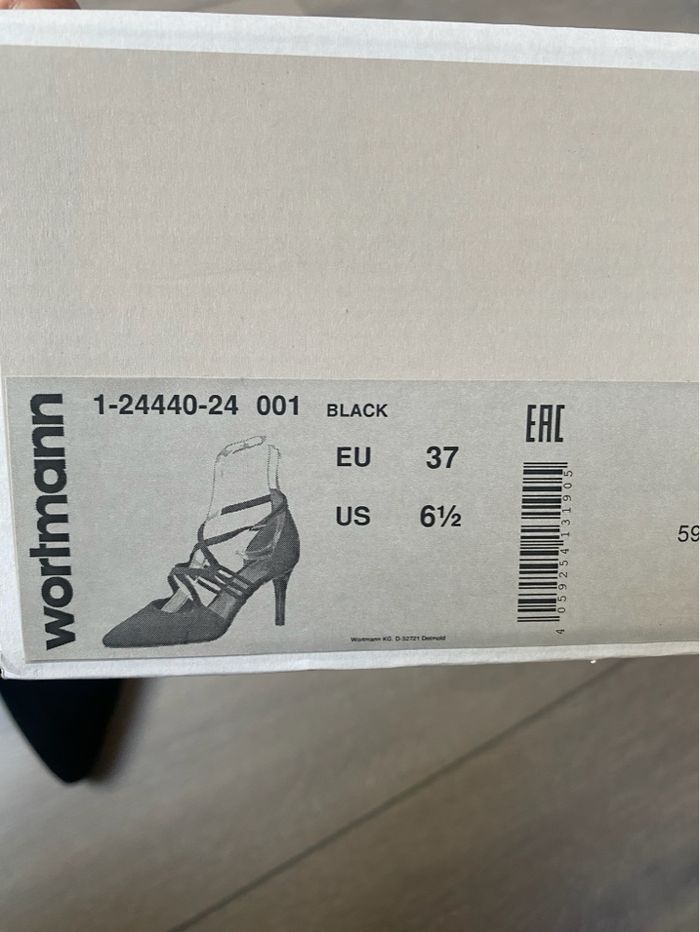 wortmann
1-24440-24 001 BLACK
EU 37
US 6½
Wortmann KG. D-32721 Detmold
EAC
4 059254 131905
59